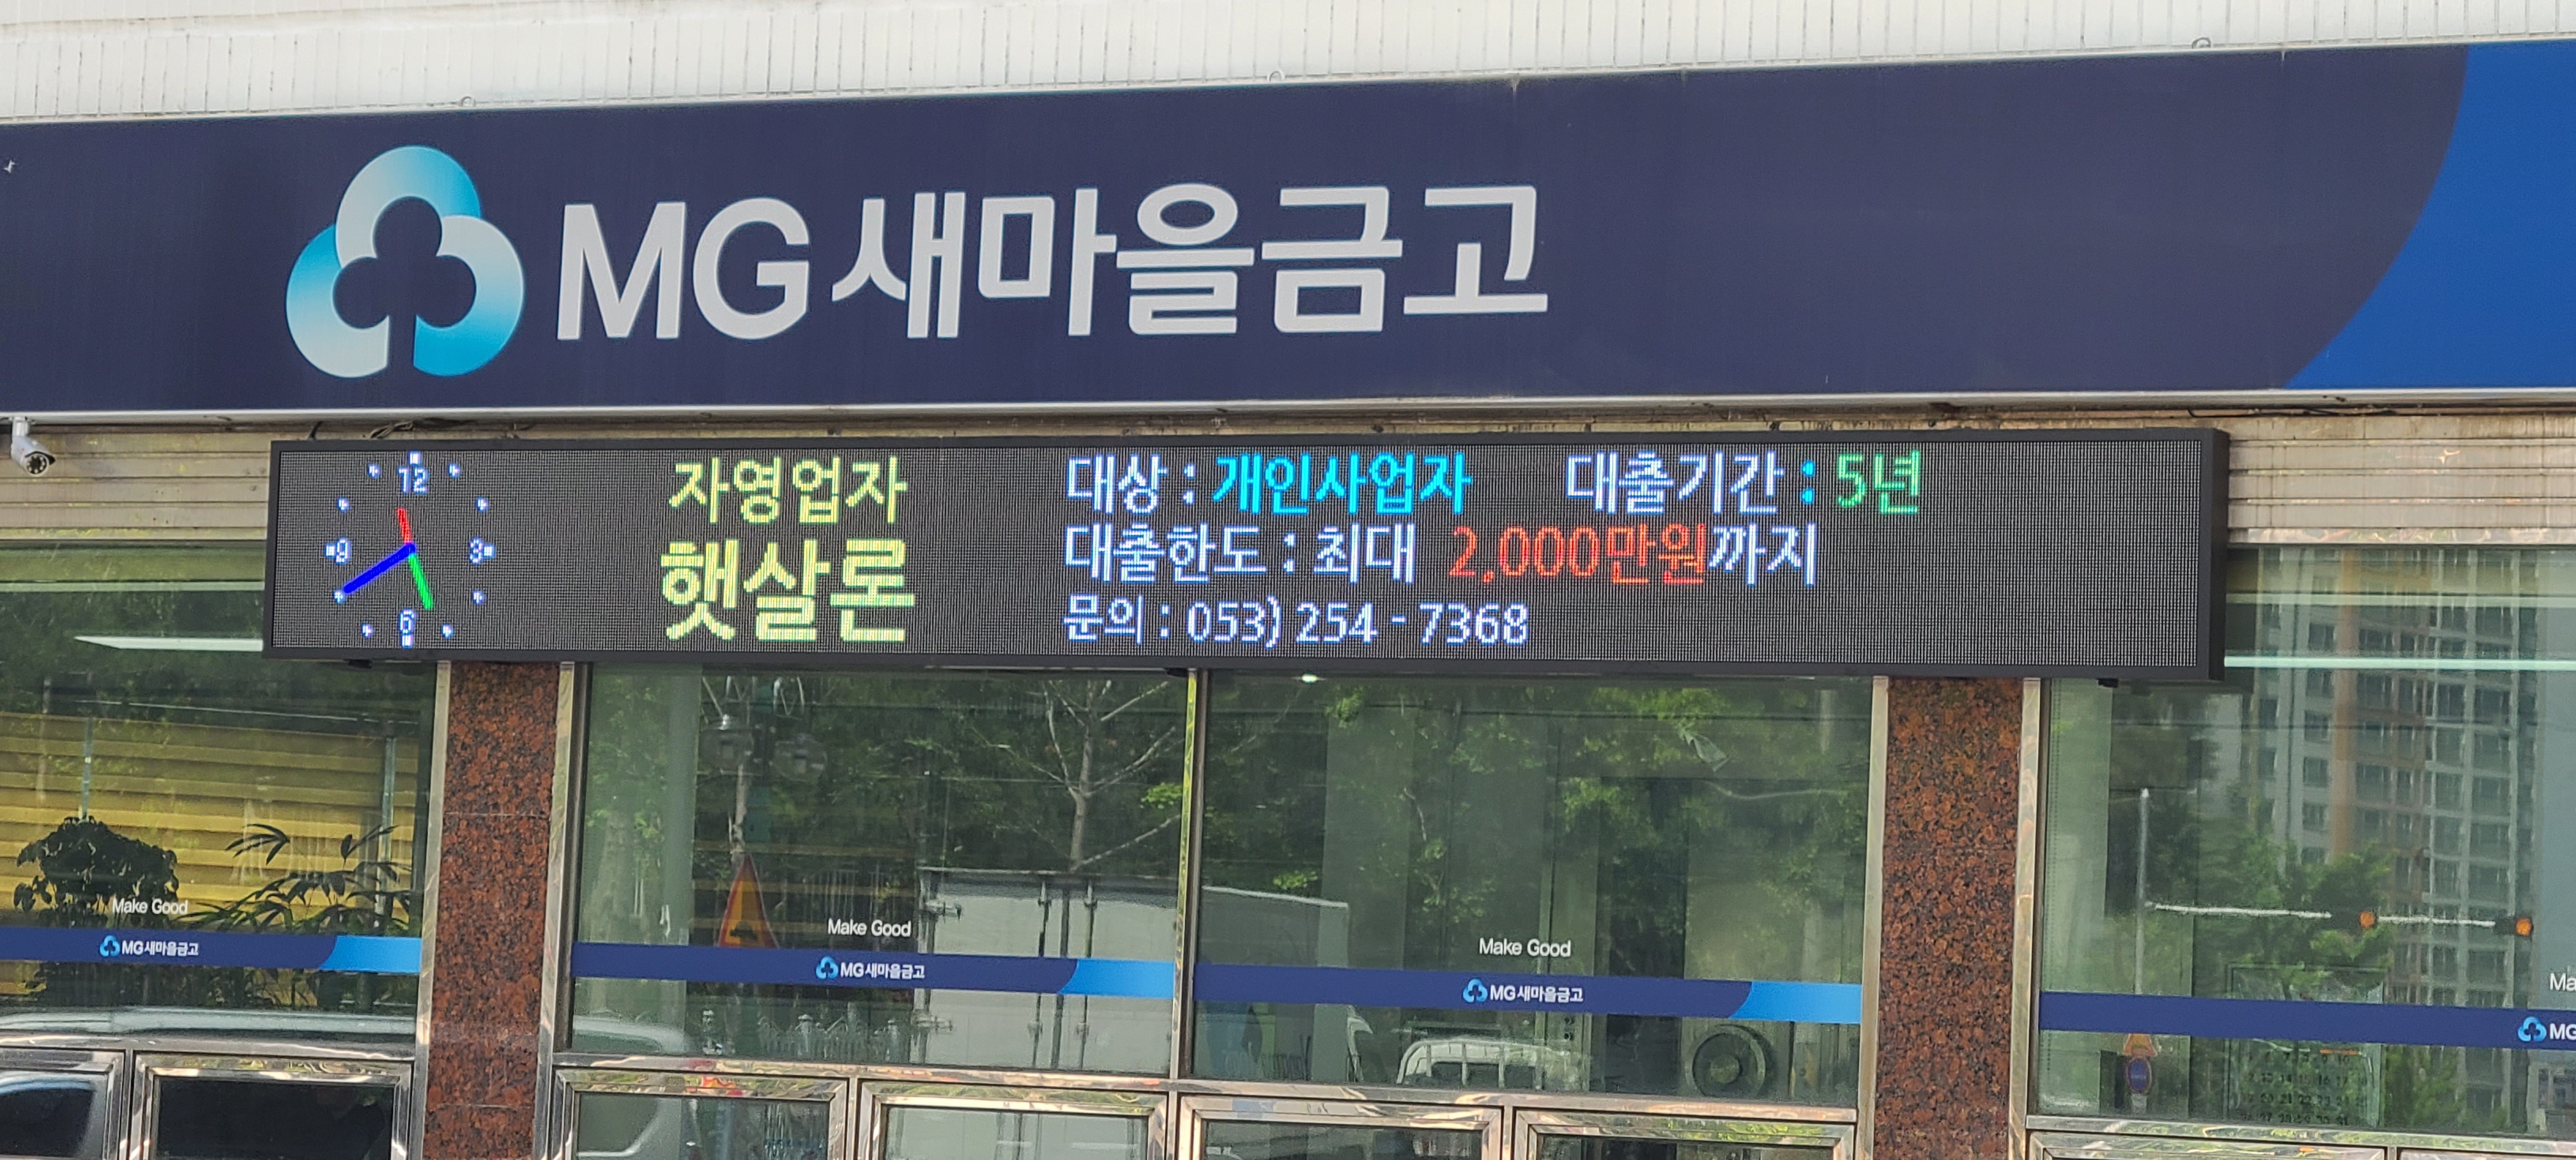 MG새마을금고
12
9 3
6
자영업자
햇살론
대상 : 개인사업자 대출기간 : 5년
대출한도 : 최대 2,000만원까지
문의 : 053) 254 - 7368
Make Good
MG새마을금고
Make Good
MG새마을금고
Make Good
MG새마을금고
Ma
MG